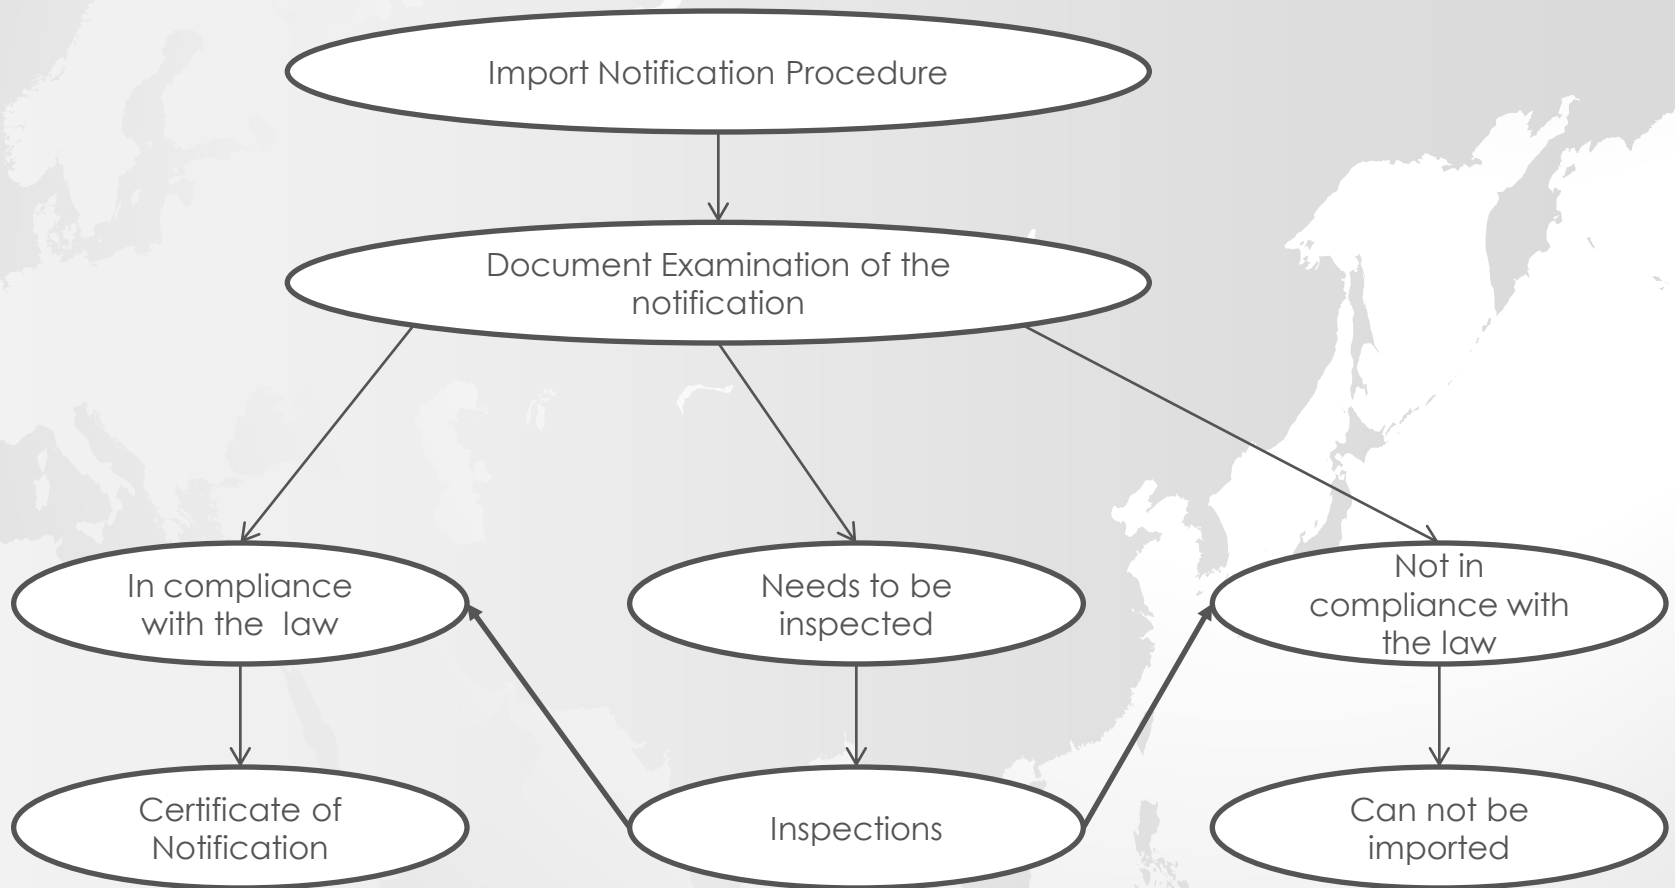 Import Notification Procedure
Document Examination of the
notification
In compliance
with the  law
Needs to be
inspected
Not in
compliance with
the law
Certificate of
Notification
Inspections
Can not be
imported